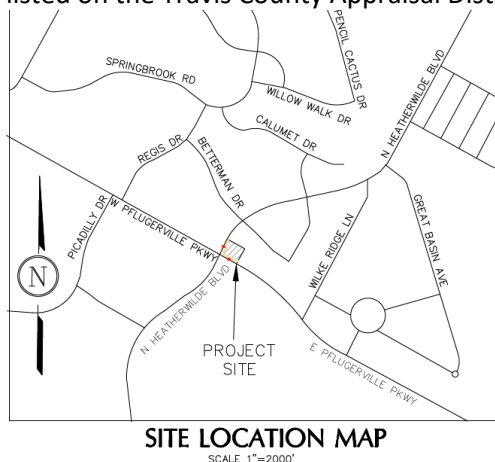 listed on the Travis County Appraisal Dist
PENCIL CACTUS DR
SPRINGBROOK RD
N HEATHERWILDE BLVD
WILLOW WALK DR
CALUMET DR
REGIS DR
BETTERMAN DR
PICADILLY DR
W PFLUGERVILLE PKWY
WILKE RIDGE LN
GREAT BASIN AVE
N
N HEATHERWILDE BLVD
PROJECT
SITE
E PFLUGERVILLE PKWY
SITE LOCATION MAP
SCALE 1"=2000'